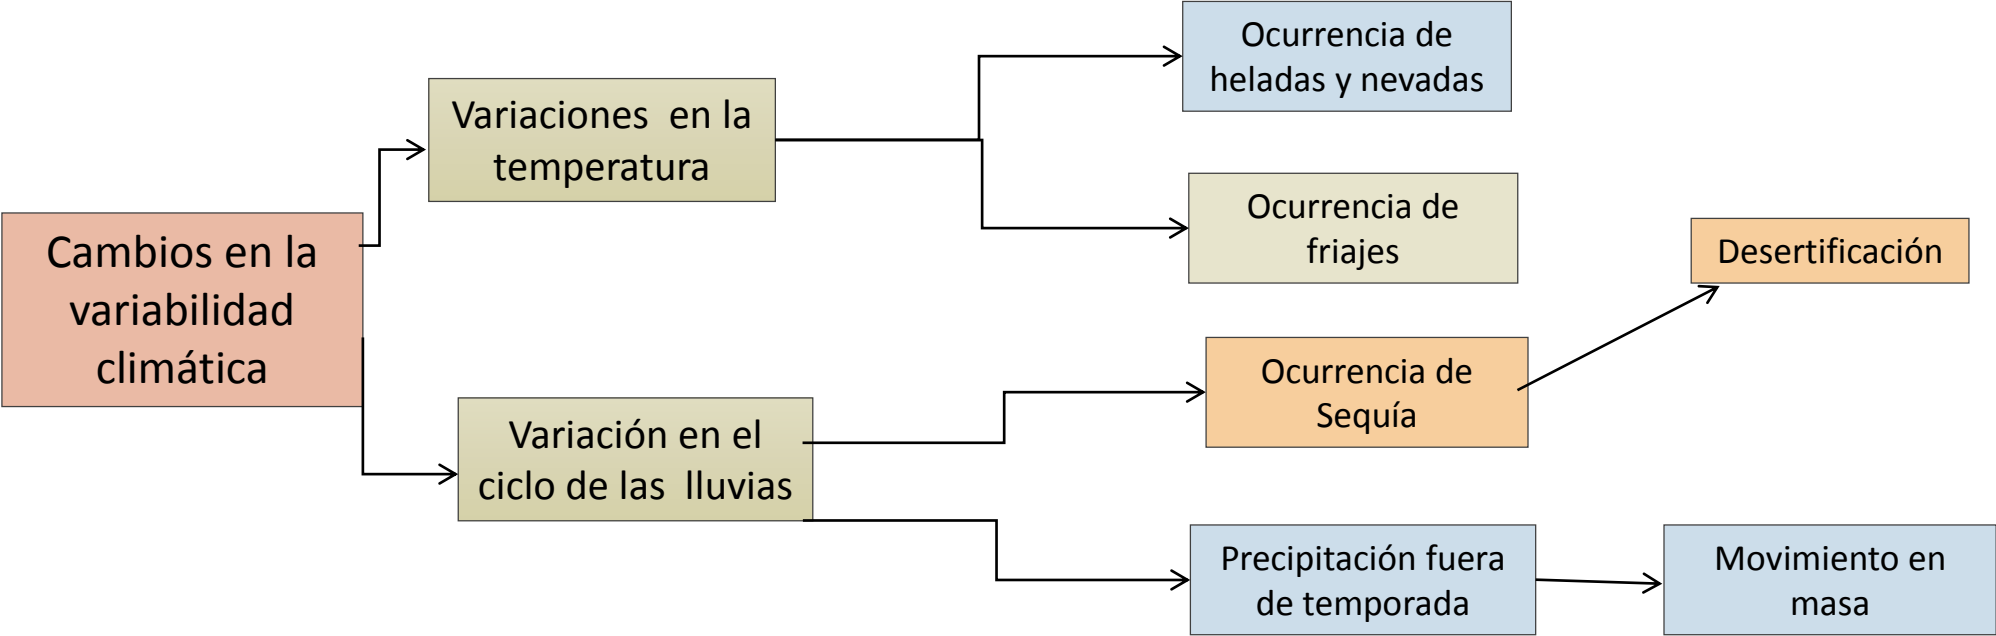 Cambios en la
variabilidad
climática
Variaciones en la
temperatura
Ocurrencia de
heladas y nevadas
Ocurrencia de
friajes
Variación en el
ciclo de las lluvias
Ocurrencia de
Sequía
Desertificación
Precipitación fuera
de temporada
Movimiento en
masa